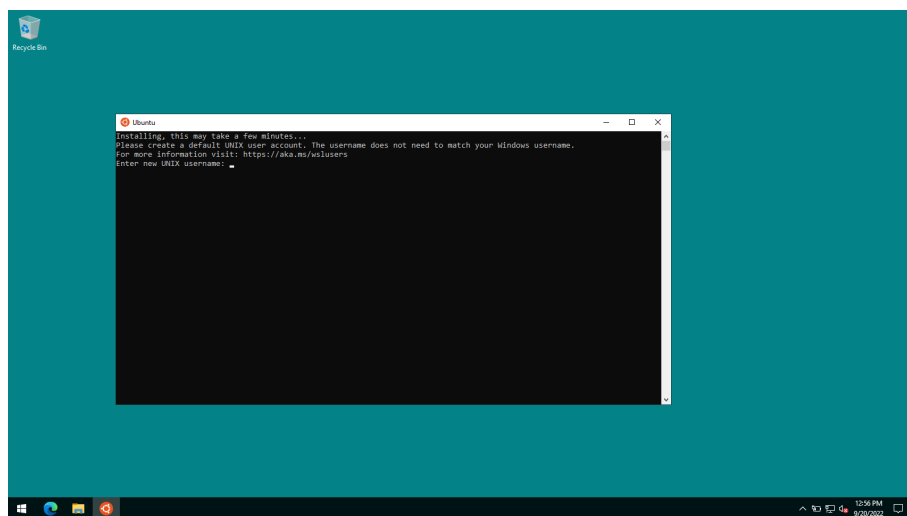 Recycle Bin
Ubuntu
Installing, this may take a few minutes...
Please create a default UNIX user account. The username does not need to match your Windows username.
For more information visit: https://aka.ms/wslusers
Enter new UNIX username:
12:56 PM
9/20/2022